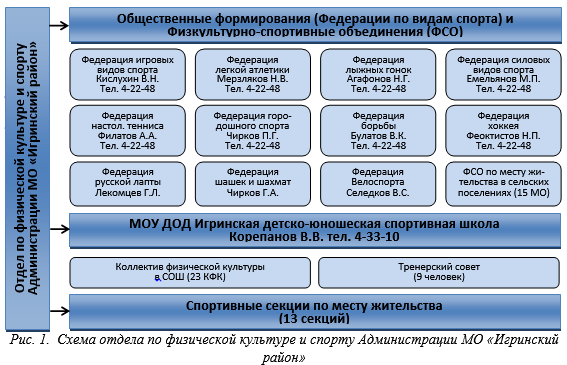 Отдел по физической культуре и спорту
Администрации МО «Игринский район»
Общественные формирования (Федерации по видам спорта) и
Физкультурно-спортивные объединения (ФСО)
Федерация игровых
видов спорта
Кислухин В.Н.
Тел. 4-22-48
Федерация
легкой атлетики
Мерзляков Н.В.
Тел. 4-22-48
Федерация
лыжных гонок
Агафонов Н.Г.
Тел. 4-22-48
Федерация силовых
видов спорта
Емельянов М.П.
Тел. 4-22-48
Федерация
настол. тенниса
Филатов А.А.
Тел. 4-22-48
Федерация горо-
дошного спорта
Чирков П.Г.
Тел. 4-22-48
Федерация
борьбы
Булатов В.К.
Тел. 4-22-48
Федерация
хоккея
Феоктистов Н.П.
Тел. 4-22-48
Федерация
русской лапты
Лекомцев Г.Л.
Федерация
шашек и шахмат
Чирков Г.А.
Федерация
Велоспорта
Селедков В.С.
ФСО по месту жи-
тельства в сельских
поселениях (15 МО)
МОУ ДОД Игринская детско-юношеская спортивная школа
Корепанов В.В. тел. 4-33-10
Коллектив физической культуры
в СОШ (23 КФК)
Тренерский совет
(9 человек)
Спортивные секции по месту жительства
(13 секций)
Рис. 1. Схема отдела по физической культуре и спорту Администрации МО «Игринский
район»